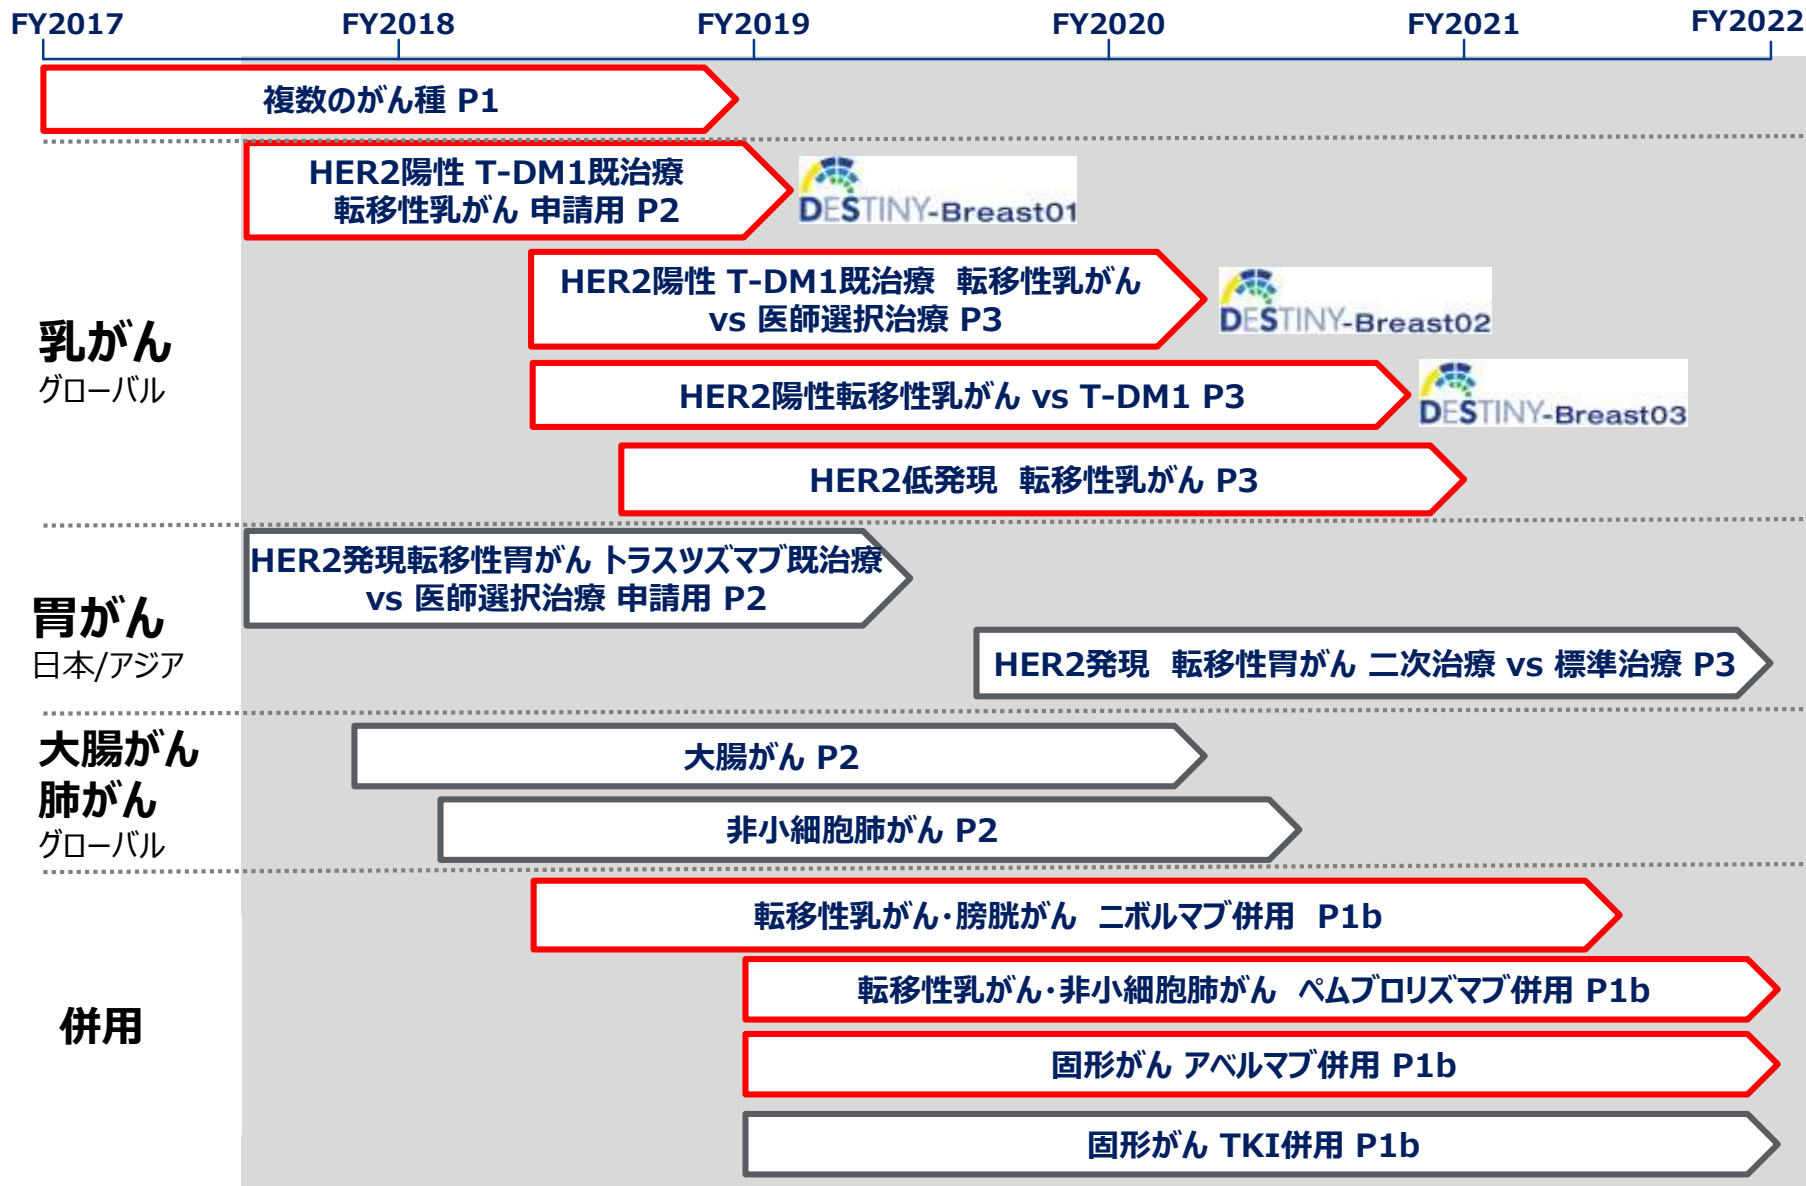 FY2017 FY2018 FY2019 FY2020 FY2021 FY2022
複数のがん種 P1
乳がん
グローバル
HER2陽性 T-DM1既治療
転移性乳がん 申請用 P2
DESTINY-Breast01
HER2陽性 T-DM1既治療 転移性乳がん
vs 医師選択治療 P3
DESTINY-Breast02
HER2陽性転移性乳がん vs T-DM1 P3
DESTINY-Breast03
HER2低発現 転移性乳がん P3
胃がん
日本/アジア
HER2発現転移性胃がん トラスツズマブ既治療
vs 医師選択治療 申請用 P2
HER2発現 転移性胃がん 二次治療 vs 標準治療 P3
大腸がん
肺がん
グローバル
大腸がん P2
非小細胞肺がん P2
併用
転移性乳がん・膀胱がん ニボルマブ併用 P1b
転移性乳がん・非小細胞肺がん ペムブロリズマブ併用 P1b
固形がん アベルマブ併用 P1b
固形がん TKI併用 P1b